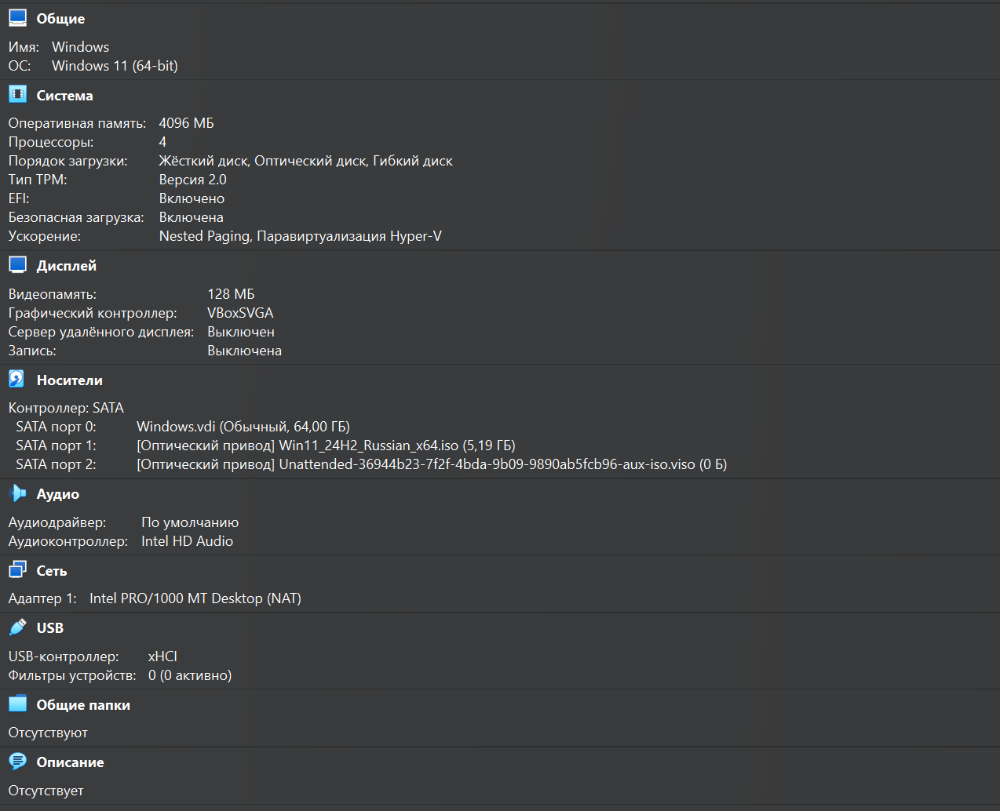 Общие
Имя: Windows
ОС: Windows 11 (64-bit)
Система
Оперативная память: 4096 МБ
Процессоры: 4
Порядок загрузки: Жёсткий диск, Оптический диск, Гибкий диск
Тип TPM: Версия 2.0
EFI: Включено
Безопасная загрузка: Включена
Ускорение: Nested Paging, Паравиртуализация Hyper-V
Дисплей
Видеопамять: 128 МБ
Графический контроллер: VBoxSVGA
Сервер удалённого дисплея: Выключен
Запись: Выключена
Носители
Контроллер: SATA
SATA порт 0: Windows.vdi (Обычный, 64,00 ГБ)
SATA порт 1: [Оптический привод] Win11_24H2_Russian_x64.iso (5,19 ГБ)
SATA порт 2: [Оптический привод] Unattended-36944b23-7f2f-4bda-9b09-9890ab5fcb96-aux-iso.viso (0 Б)
Аудио
Аудиодрайвер: По умолчанию
Аудиоконтроллер: Intel HD Audio
Сеть
Адаптер 1: Intel PRO/1000 MT Desktop (NAT)
USB
USB-контроллер: xHCI
Фильтры устройств: 0 (0 активно)
Общие папки
Отсутствуют
Описание
Отсутствует